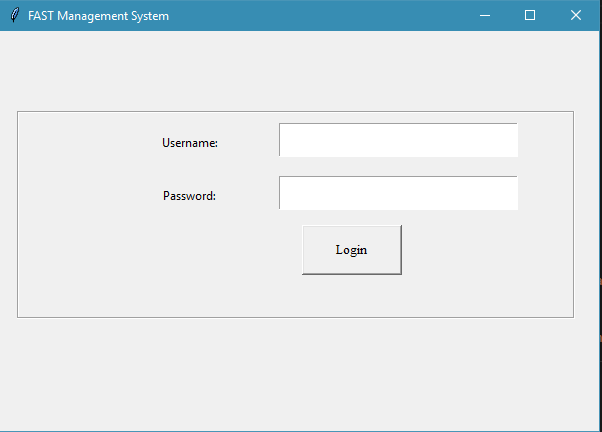 FAST Management System
Username:
Password:
Login